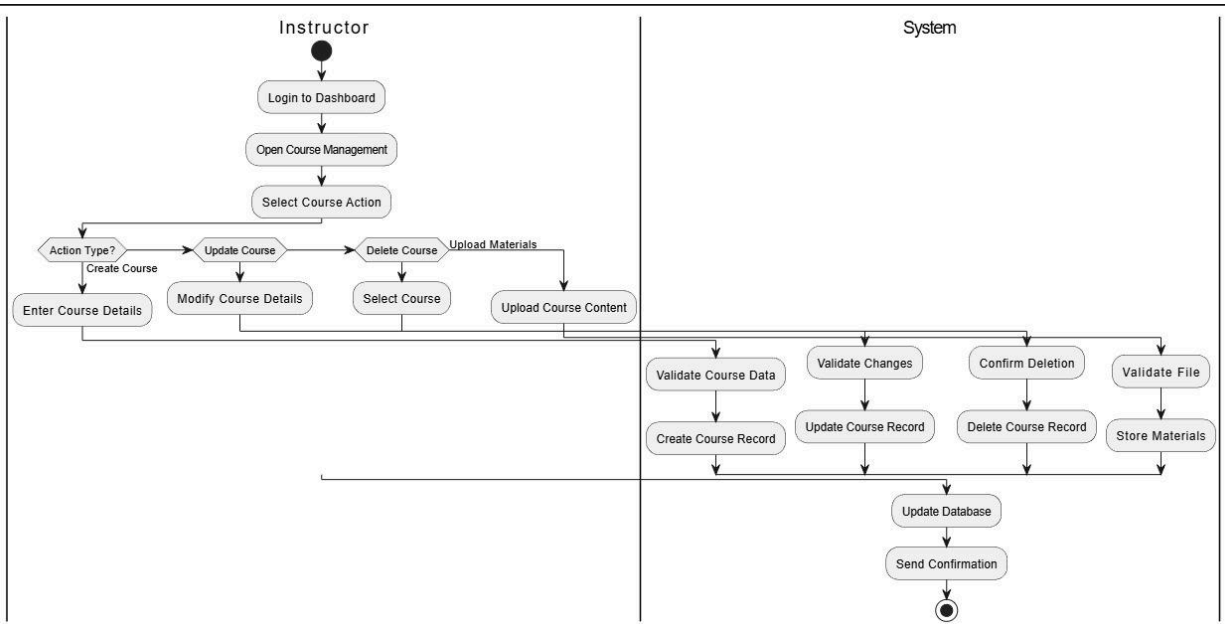 Instructor
System
Login to Dashboard
Open Course Management
Select Course Action
Action Type?
Update Course
Delete Course
Upload Materials
Create Course
Enter Course Details
Modify Course Details
Select Course
Upload Course Content
Validate Course Data
Validate Changes
Confirm Deletion
Validate File
Create Course Record
Update Course Record
Delete Course Record
Store Materials
Update Database
Send Confirmation